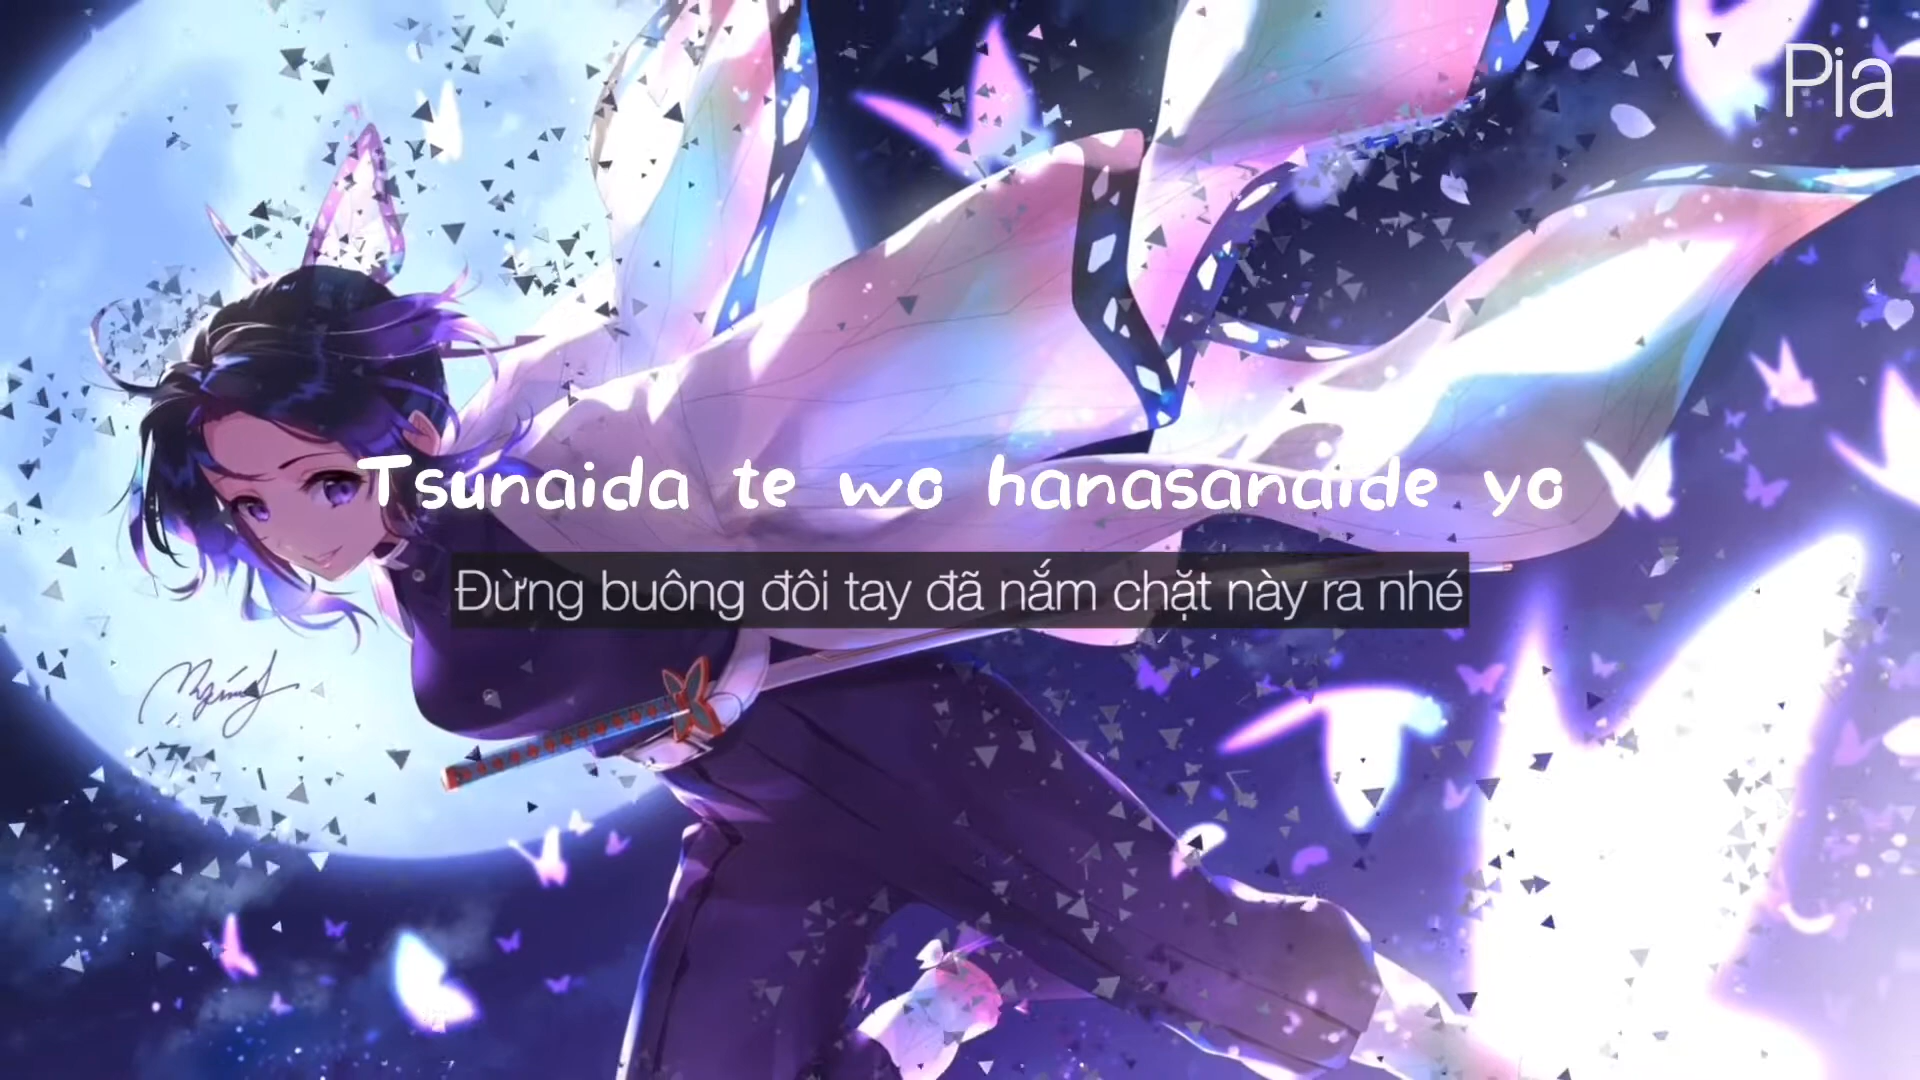 Pia
Tsunaida te wo hanasanaide yo
Đừng buông đôi tay đã nắm chặt này ra nhé